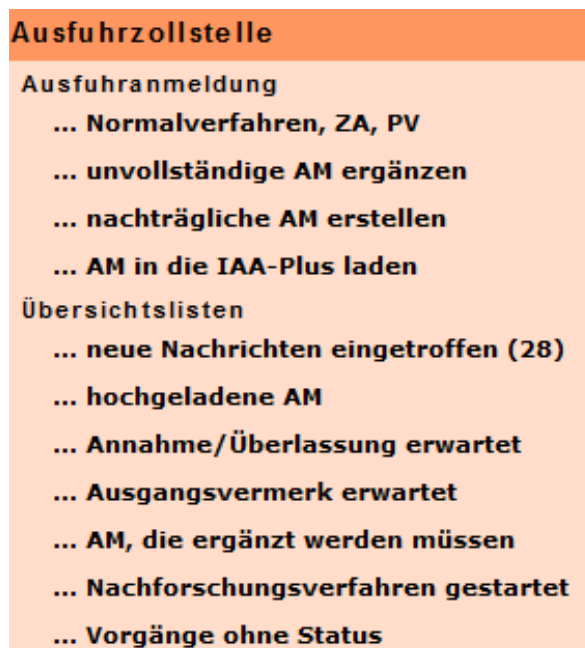 Ausfuhrzollstelle
Ausfuhranmeldung
... Normalverfahren, ZA, PV
... unvollständige AM ergänzen
... nachträgliche AM erstellen
... AM in die IAA-Plus laden
Übersichtslisten
... neue Nachrichten eingetroffen (28)
... hochgeladene AM
... Annahme/Überlassung erwartet
... Ausgangsvermerk erwartet
... AM, die ergänzt werden müssen
... Nachforschungsverfahren gestartet
... Vorgänge ohne Status